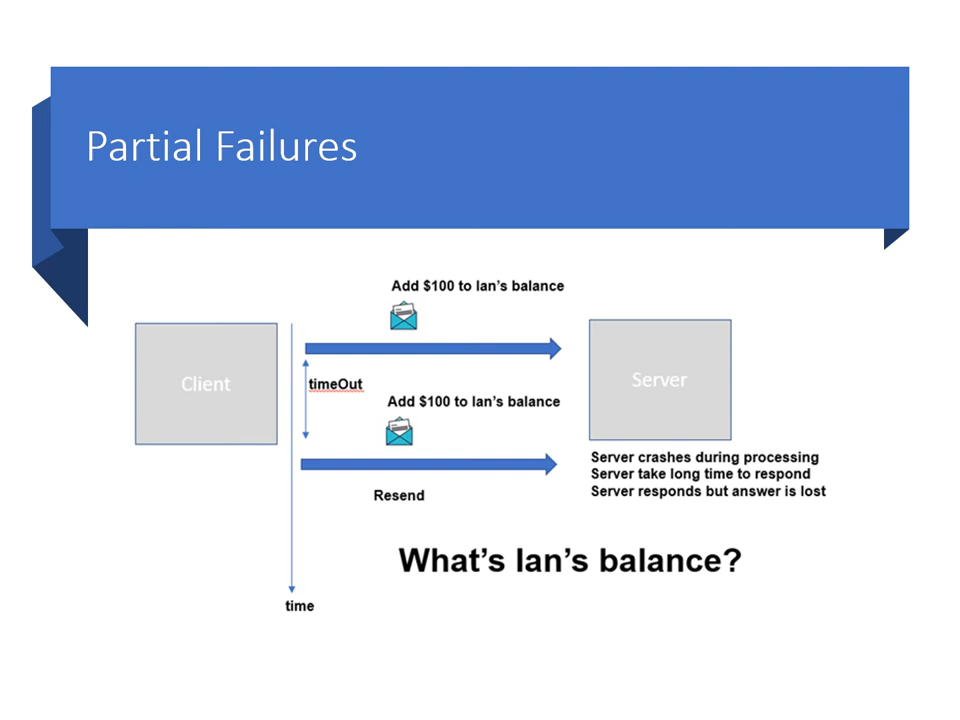 Partial Failures
Add $100 to Ian's balance
Client
Server
timeOut
Add $100 to Ian's balance
Server crashes during processing
Server take long time to respond
Server responds but answer is lost
Resend
What's Ian's balance?
time